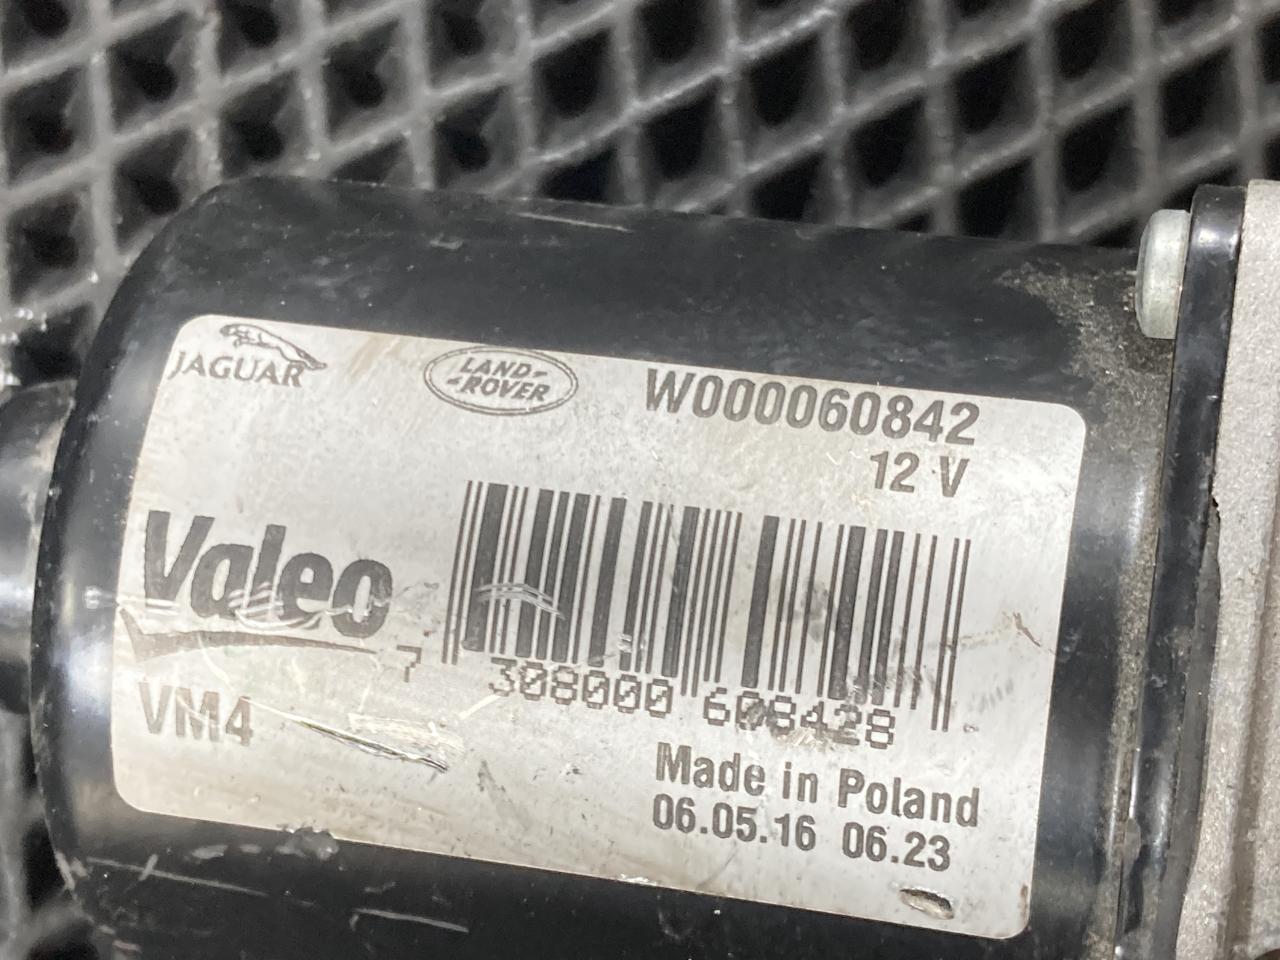 JAGUAR
LAND-
-ROVER
W000060842
12 V
Valeo
7 308000 608428
VM4
Made in Poland
06.05.16 06.23